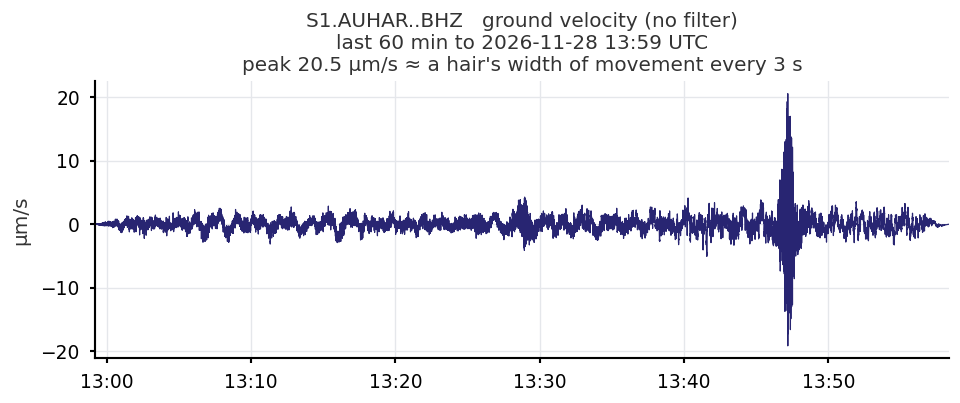 S1.AUHAR..BHZ   ground velocity (no filter)
last 60 min to 2026-11-28 13:59 UTC
peak 20.5 µm/s ≈ a hair's width of movement every 3 s
20
10
0
−10
−20
µm/s
13:00 13:10 13:20 13:30 13:40 13:50